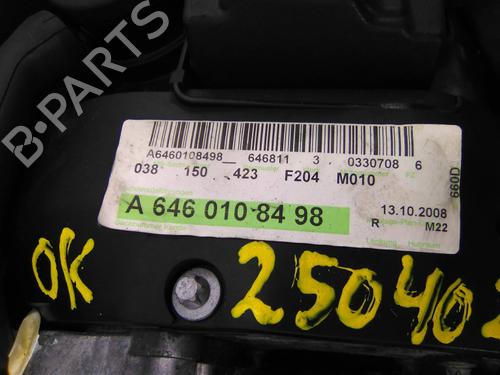 B-PARTS
A6460108498__ 646811 3 0330708 6
038 150 423 F204 M010
660D
A 646 010 84 98
13.10.2008
R M22
OK
25040